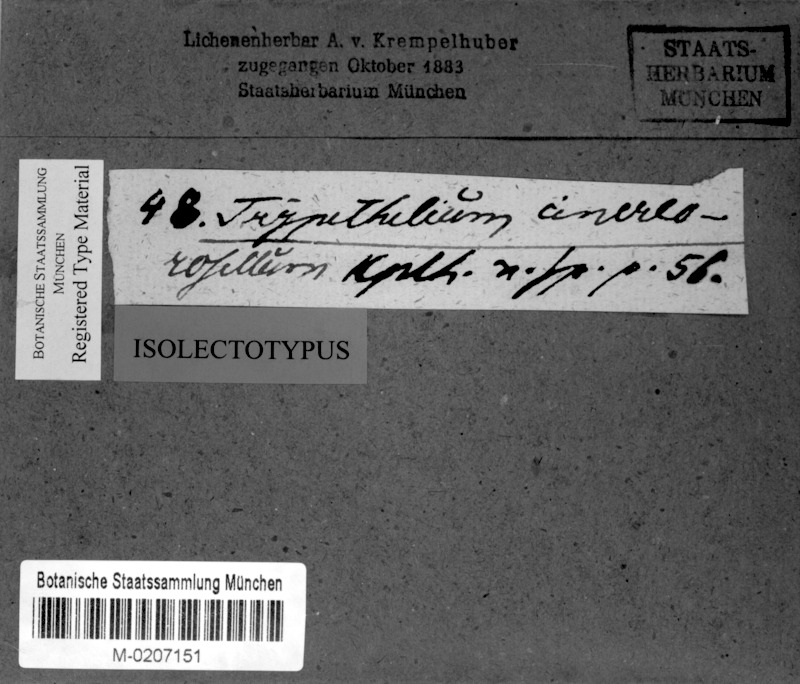 Lichenenherbar A. v. Krempelhuber
zugegangen Oktober 1883
Staatsherbarium München
STAATS-
HERBARIUM
MÜNCHEN
BOTANISCHE STAATSSAMMLUNG
MÜNCHEN
Registered Type Material
48. Trypethelium cinereo-
rosellum Kplh. n. sp. p. 56.
ISOLECTOTYPUS
Botanische Staatssammlung München
M-0207151